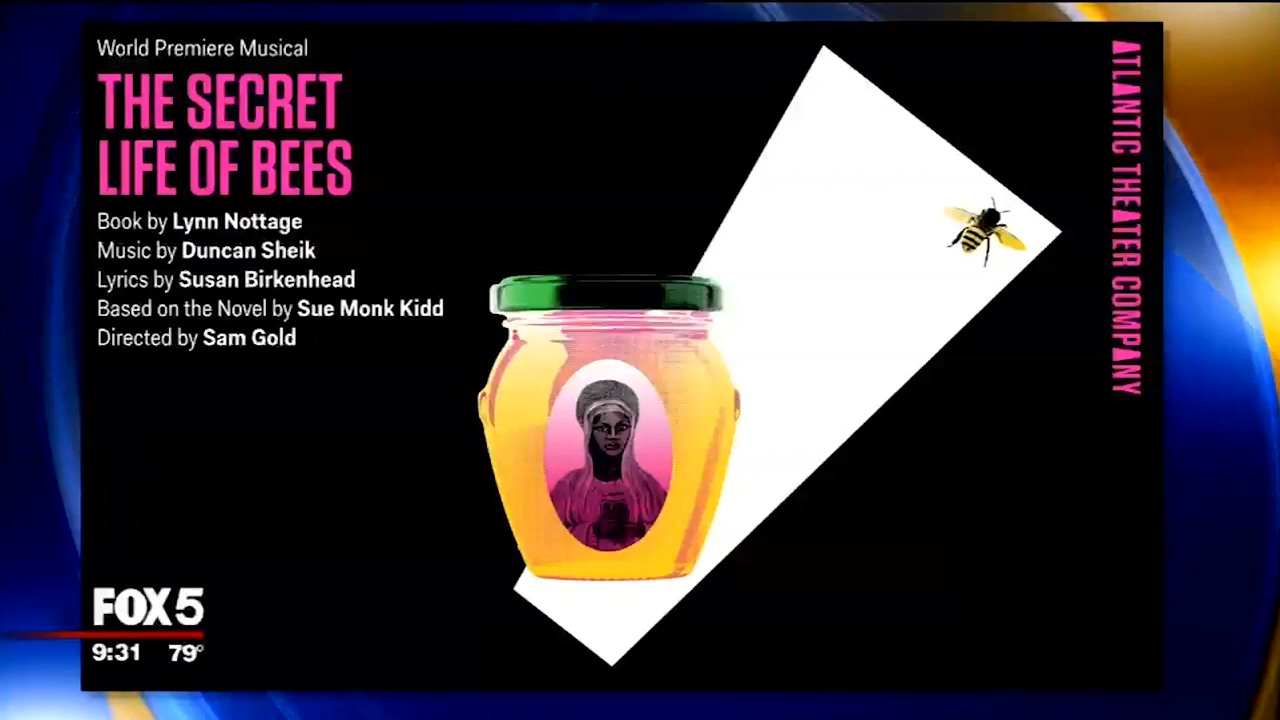 World Premiere Musical
THE SECRET
LIFE OF BEES
Book by Lynn Nottage
Music by Duncan Sheik
Lyrics by Susan Birkenhead
Based on the Novel by Sue Monk Kidd
Directed by Sam Gold
ATLANTIC THEATER COMPANY
FOX 5
9:31 79°